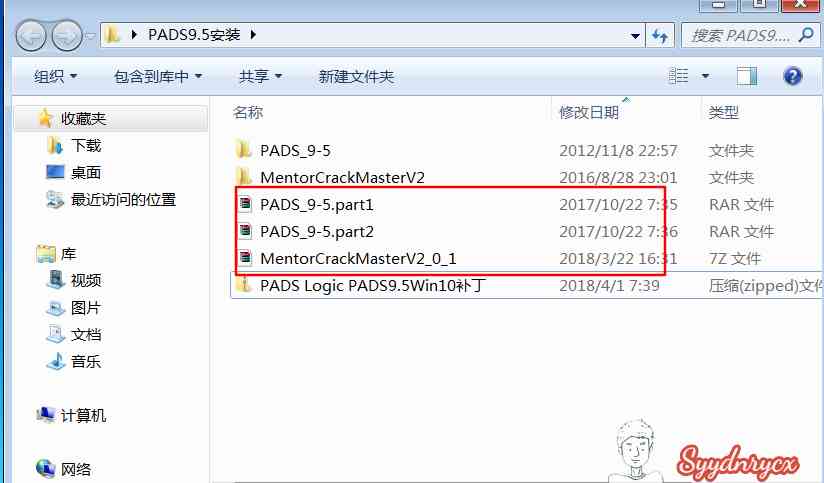 PADS9.5安装
搜索 PADS9....
组织 包含到库中 共享 新建文件夹
名称 修改日期 类型
收藏夹
下载
桌面
最近访问的位置
库
视频
图片
文档
音乐
计算机
网络
PADS_9-5 2012/11/8 22:57 文件夹
MentorCrackMasterV2 2016/8/28 23:01 文件夹
PADS_9-5.part1 2017/10/22 7:35 RAR 文件
PADS_9-5.part2 2017/10/22 7:36 RAR 文件
MentorCrackMasterV2_0_1 2018/3/22 16:31 7Z 文件
PADS Logic PADS9.5Win10补丁 2018/4/1 7:39 压缩(zipped)文件
Syydnrycx